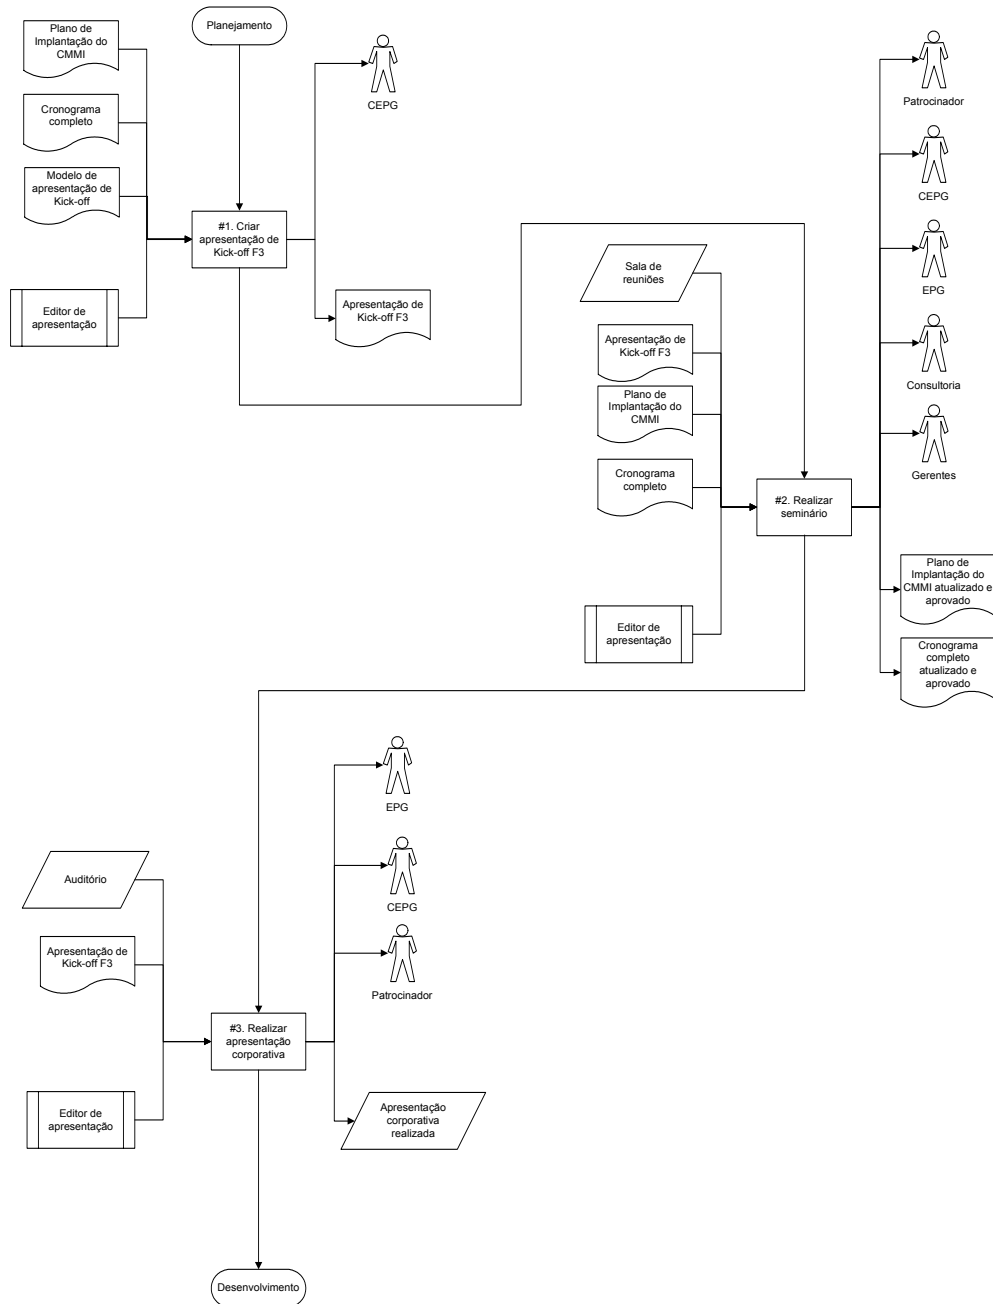 Planejamento
Plano de
Implantação do
CMMI
Cronograma
completo
Modelo de
apresentação de
Kick-off
Editor de
apresentação
#1. Criar
apresentação de
Kick-off F3
CEPG
Apresentação de
Kick-off F3
Sala de
reuniões
Apresentação de
Kick-off F3
Plano de
Implantação do
CMMI
Cronograma
completo
Editor de
apresentação
#2. Realizar
seminário
Patrocinador
CEPG
EPG
Consultoria
Gerentes
Plano de
Implantação do
CMMI atualizado e
aprovado
Cronograma
completo
atualizado e
aprovado
Auditório
Apresentação de
Kick-off F3
Editor de
apresentação
#3. Realizar
apresentação
corporativa
EPG
CEPG
Patrocinador
Apresentação
corporativa
realizada
Desenvolvimento